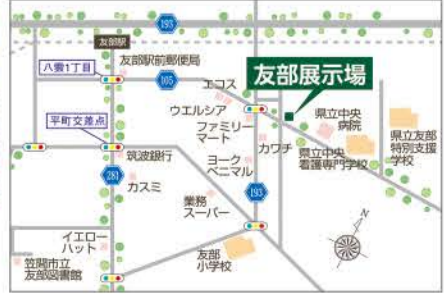 193
友部駅
八雲1丁目
友部駅前郵便局
105
エコス
友部展示場
ウエルシア
ファミリー
マート
カワチ
県立中央
病院
県立友部
特別支援
学校
県立中央
看護専門学校
平町交差点
筑波銀行
ヨーク
ベニマル
281
カスミ
193
業務
スーパー
N
イエロー
ハット
友部
小学校
笠間市立
友部図書館